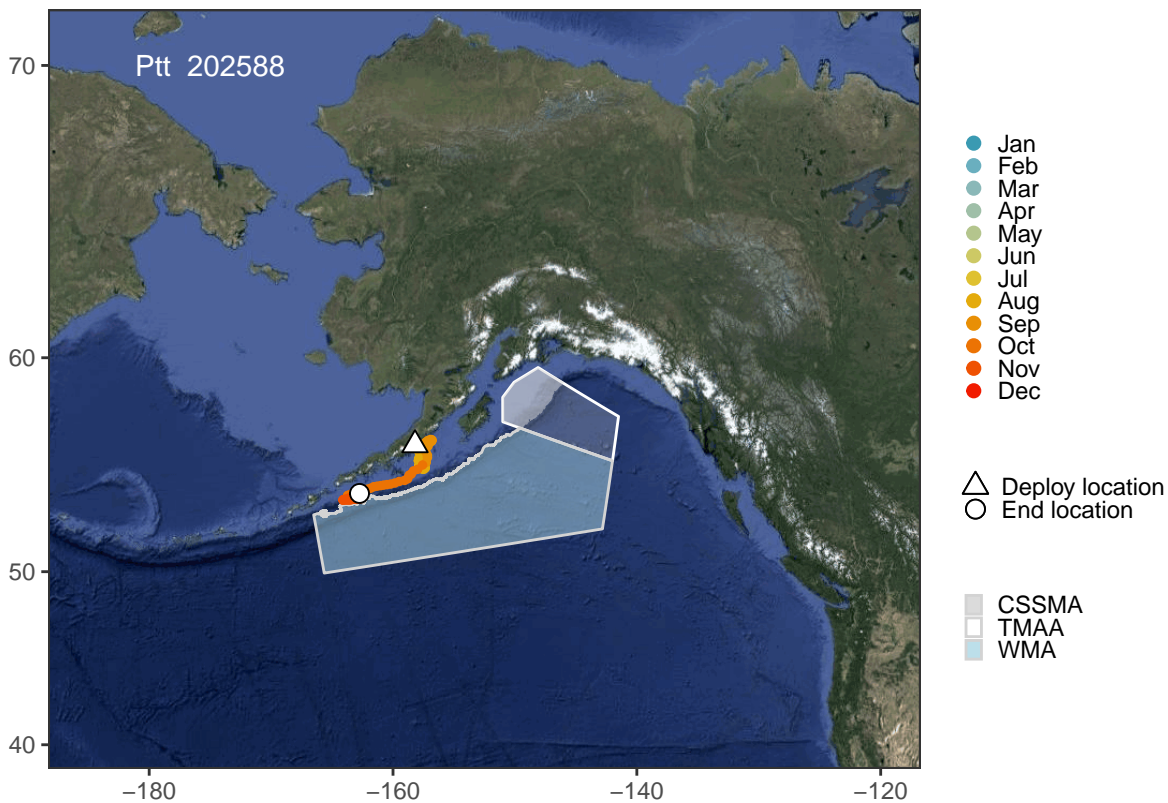 Ptt 202588
70
60
50
40
−180
−160
−140
−120
Jan
Feb
Mar
Apr
May
Jun
Jul
Aug
Sep
Oct
Nov
Dec
Deploy location
End location
CSSMA
TMAA
WMA